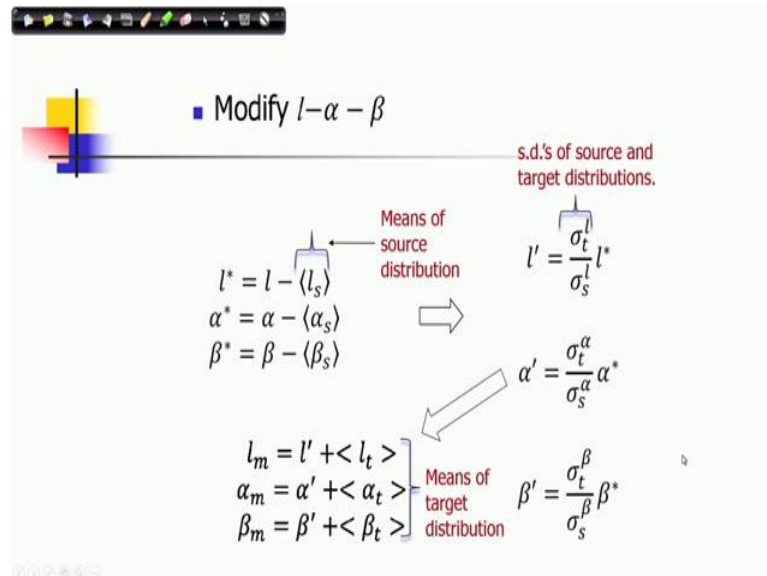 Modify l−α − β
s.d.'s of source and
target distributions.
Means of
source
distribution
l* = l − ⟨l_s⟩
α* = α − ⟨α_s⟩
β* = β − ⟨β_s⟩
l′ = σ_t^l / σ_s^l l*
α′ = σ_t^α / σ_s^α α*
β′ = σ_t^β / σ_s^β β*
l_m = l′ +< l_t >
α_m = α′ +< α_t >
β_m = β′ +< β_t >
Means of
target
distribution